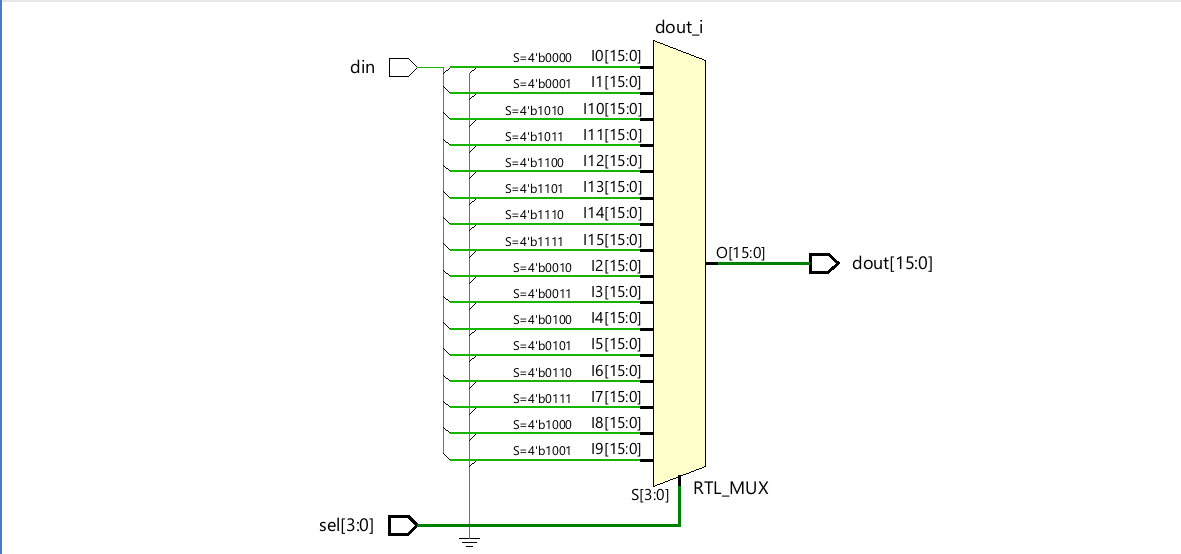 dout_i
din
S=4'b0000 I0[15:0]
S=4'b0001 I1[15:0]
S=4'b1010 I10[15:0]
S=4'b1011 I11[15:0]
S=4'b1100 I12[15:0]
S=4'b1101 I13[15:0]
S=4'b1110 I14[15:0]
S=4'b1111 I15[15:0]
S=4'b0010 I2[15:0]
S=4'b0011 I3[15:0]
S=4'b0100 I4[15:0]
S=4'b0101 I5[15:0]
S=4'b0110 I6[15:0]
S=4'b0111 I7[15:0]
S=4'b1000 I8[15:0]
S=4'b1001 I9[15:0]
O[15:0]
dout[15:0]
S[3:0]
RTL_MUX
sel[3:0]